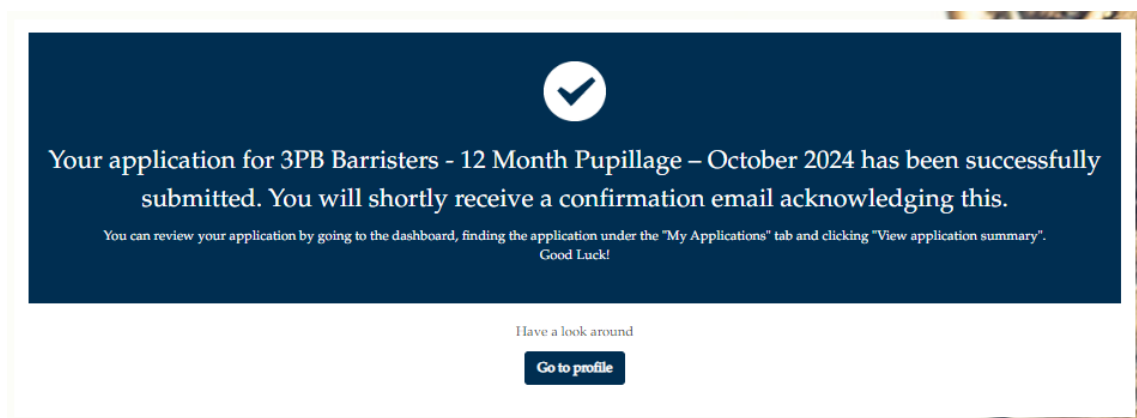 Your application for 3PB Barristers - 12 Month Pupillage – October 2024 has been successfully
submitted. You will shortly receive a confirmation email acknowledging this.
You can review your application by going to the dashboard, finding the application under the "My Applications" tab and clicking "View application summary".
Good Luck!
Have a look around
Go to profile